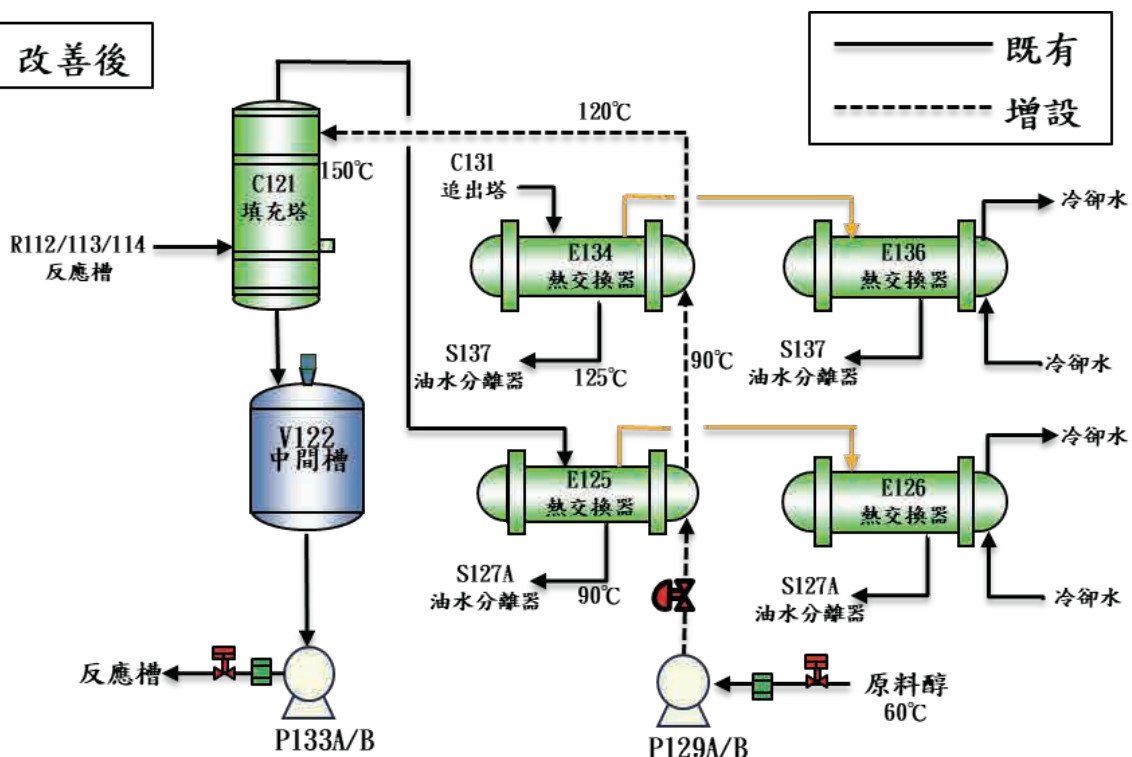 改善後
既有
增設
120℃
150℃
C121
填充塔
R112/113/114
反應槽
C131
追出塔
E134
熱交換器
E136
熱交換器
冷卻水
冷卻水
S137
油水分離器
125℃
90℃
S137
油水分離器
V122
中間槽
E125
熱交換器
E126
熱交換器
冷卻水
冷卻水
S127A
油水分離器
90℃
S127A
油水分離器
反應槽
P133A/B
原料醇
60℃
P129A/B